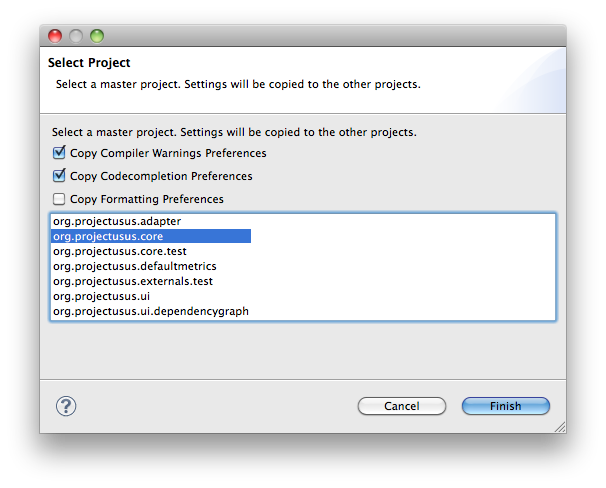 Select Project
Select a master project. Settings will be copied to the other projects.
Select a master project. Settings will be copied to the other projects.
Copy Compiler Warnings Preferences
Copy Codecompletion Preferences
Copy Formatting Preferences
org.projectusus.adapter
org.projectusus.core
org.projectusus.core.test
org.projectusus.defaultmetrics
org.projectusus.externals.test
org.projectusus.ui
org.projectusus.ui.dependencygraph
?
Cancel
Finish